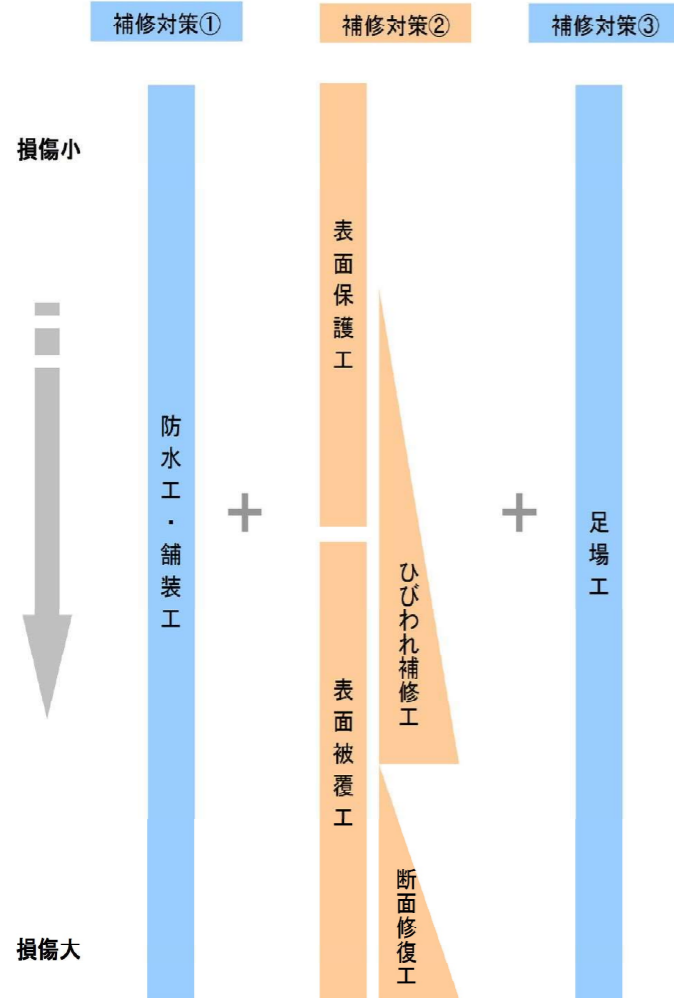 補修対策①
補修対策②
補修対策③
損傷小
表面保護工
防水工・舗装工
+
+
足場工
ひびわれ補修工
表面被覆工
断面修復工
損傷大